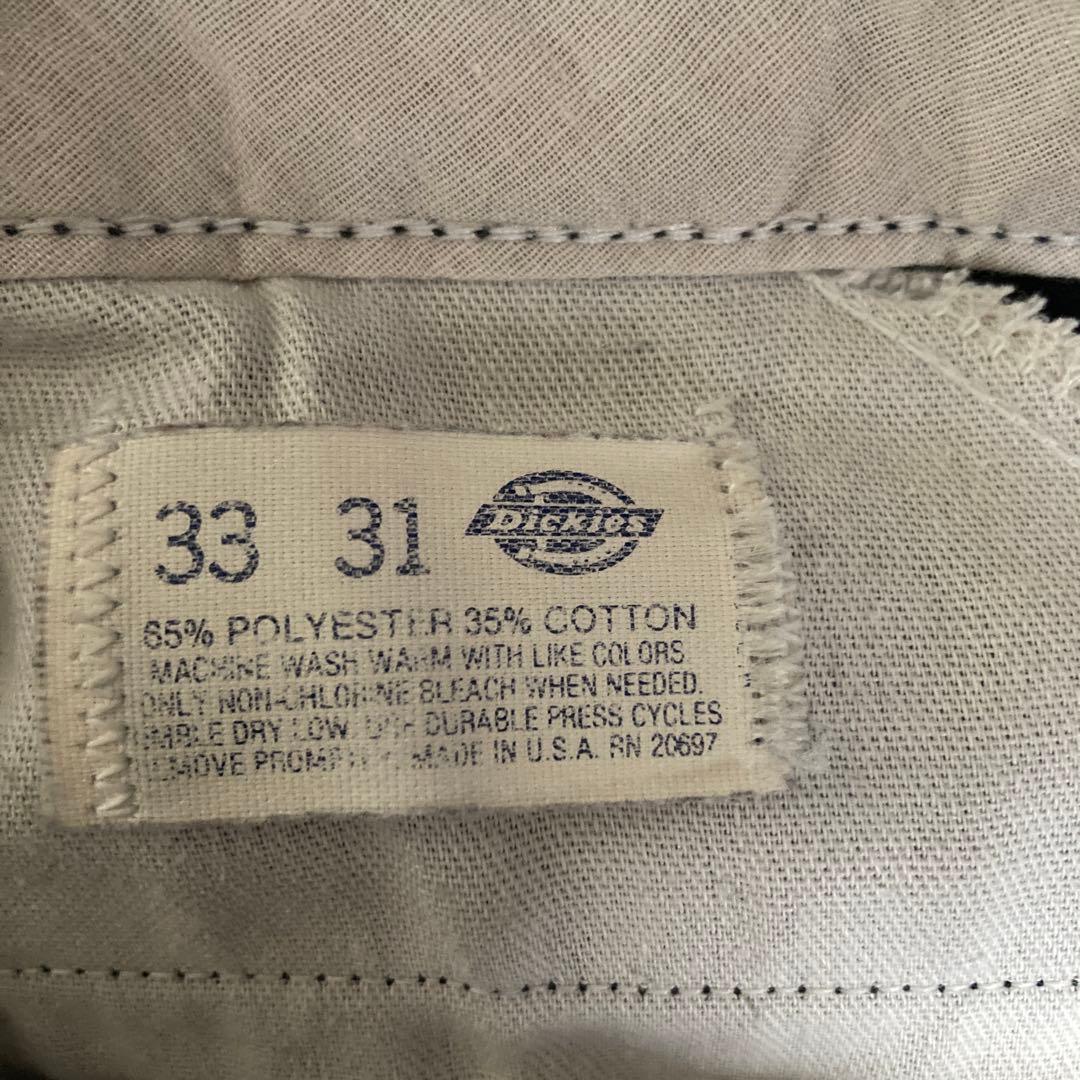 33 31 Dickies
65% POLYESTER 35% COTTON
MACHINE WASH WARM WITH LIKE COLORS.
ONLY NON-CHLORINE BLEACH WHEN NEEDED.
DRY LOW. DURABLE PRESS CYCLES
PROMPTLY. MADE IN U.S.A. RN 20697